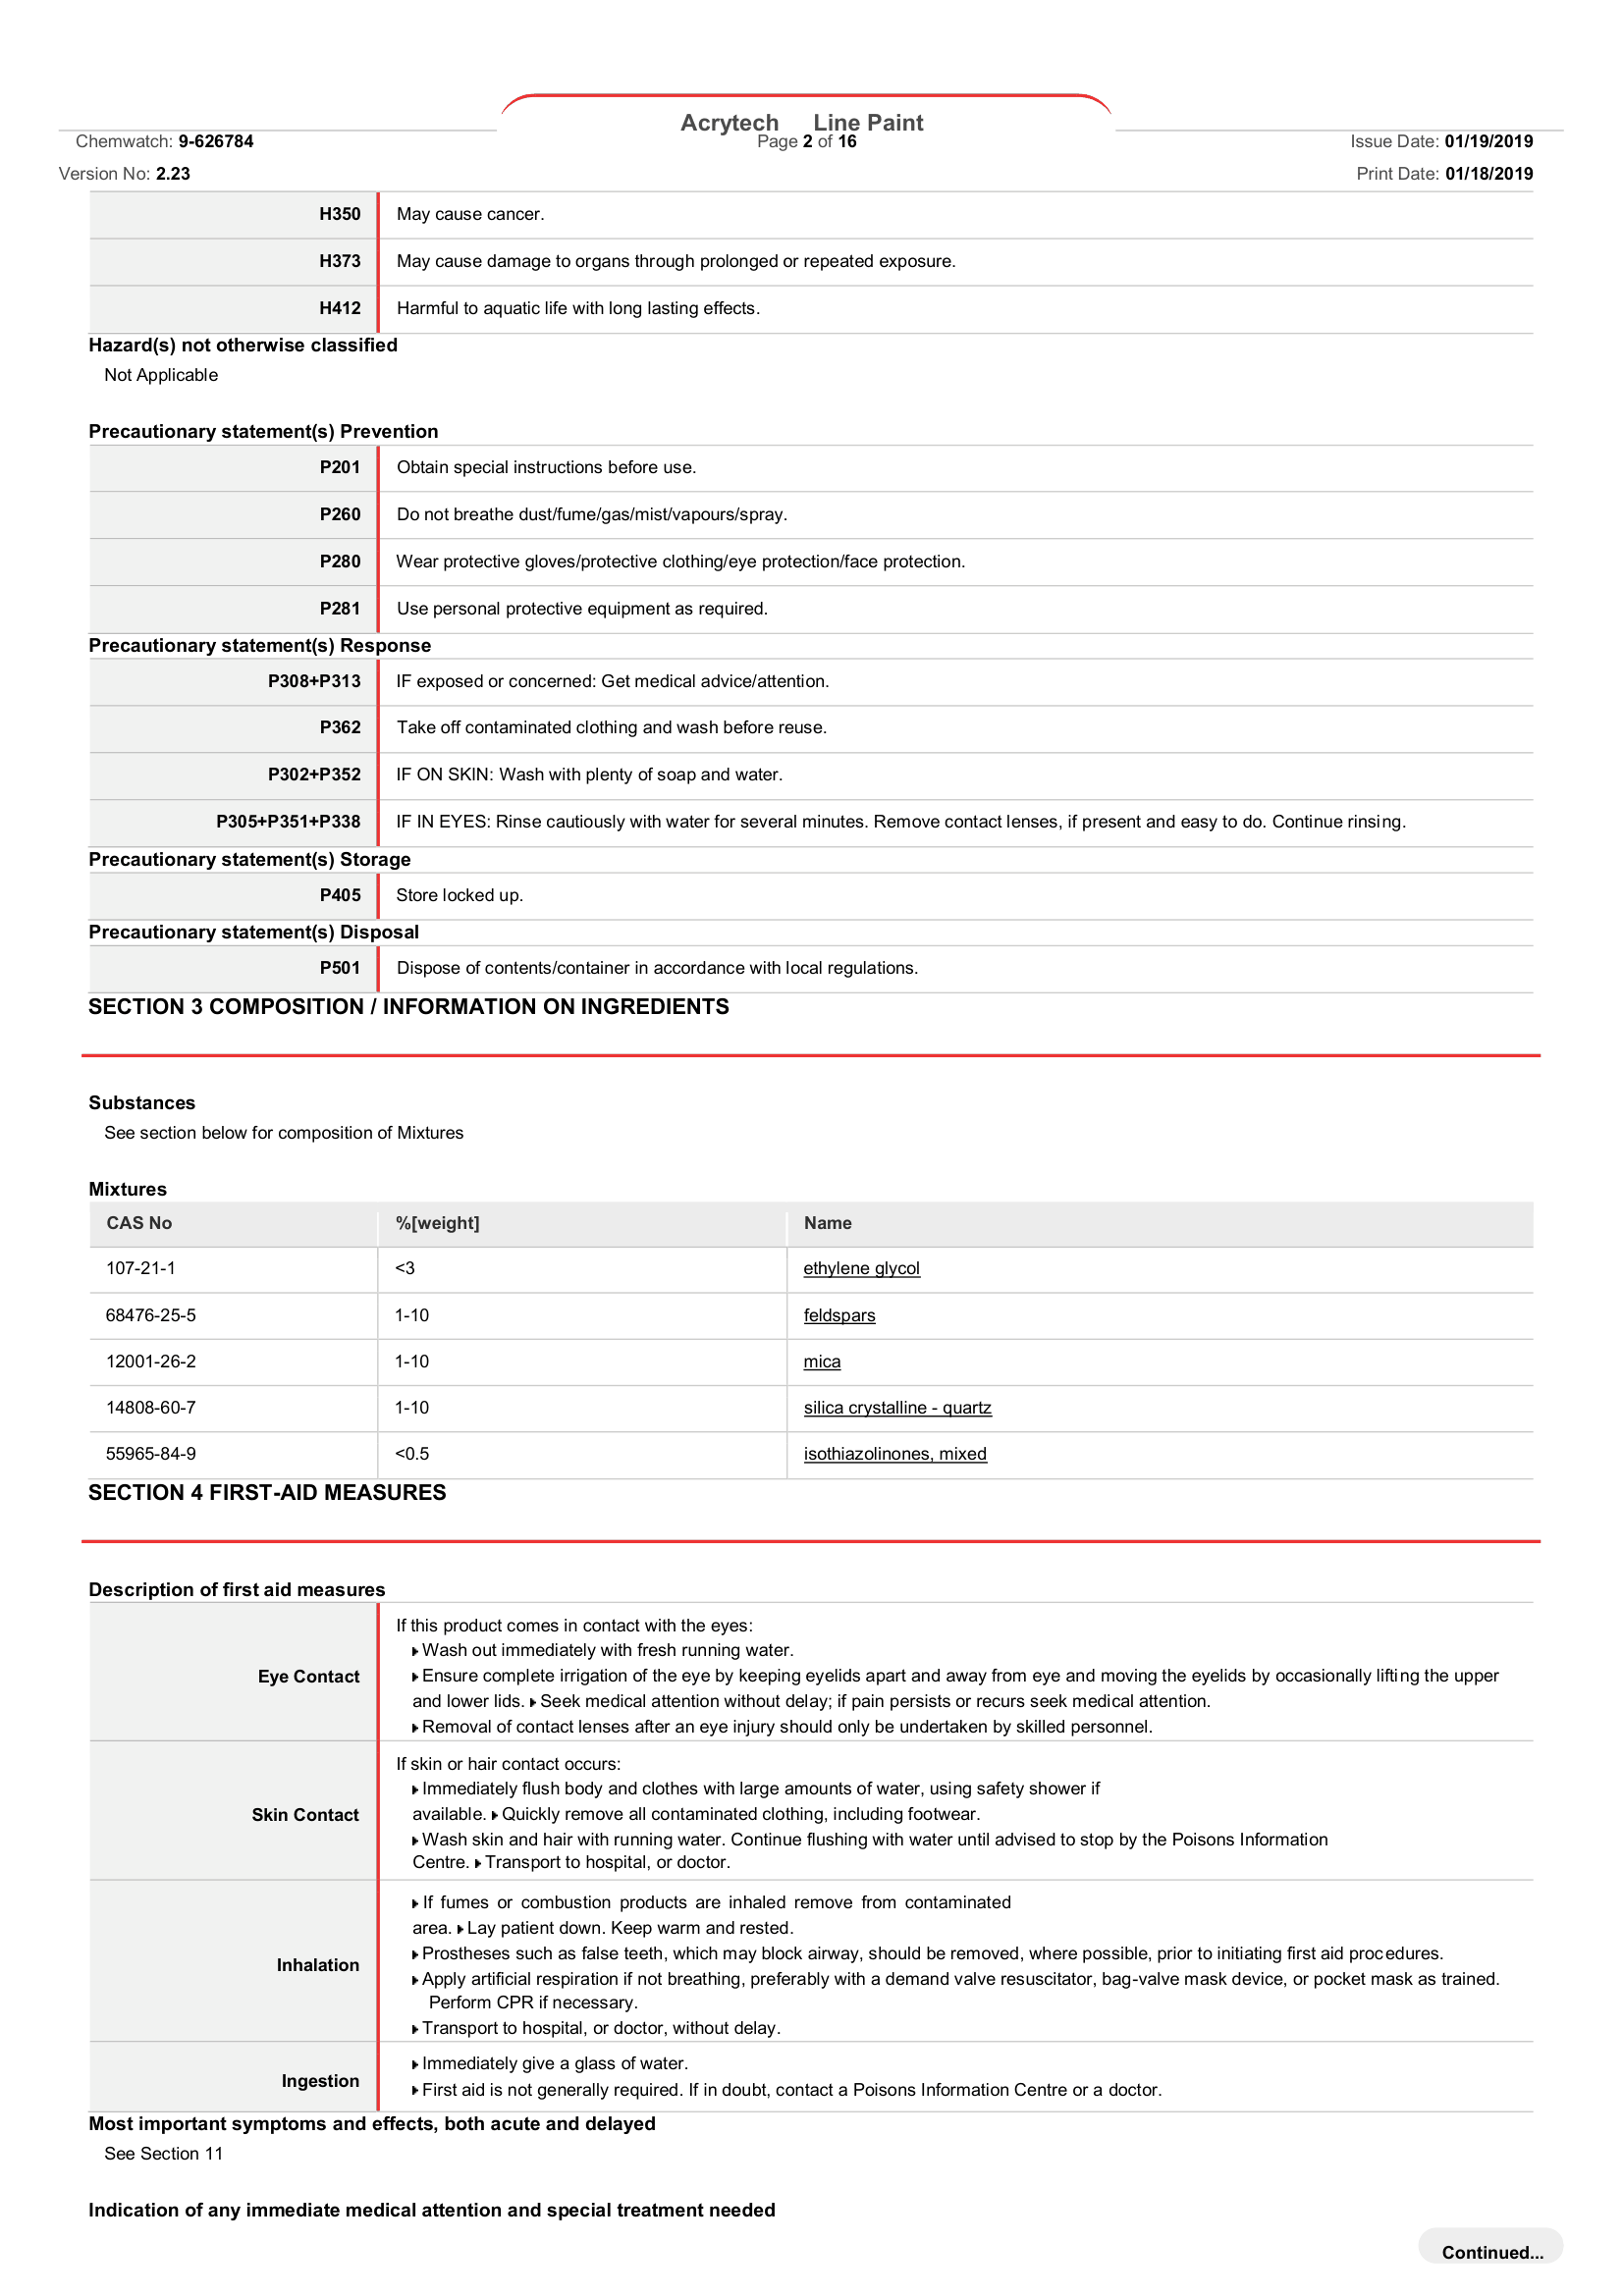 Acrytech Line Paint
Chemwatch: 9-626784 Page 2 of 16 Issue Date: 01/19/2019
Version No: 2.23 Print Date: 01/18/2019
H350 May cause cancer.
H373 May cause damage to organs through prolonged or repeated exposure.
H412 Harmful to aquatic life with long lasting effects.
Hazard(s) not otherwise classified
Not Applicable
Precautionary statement(s) Prevention
P201 Obtain special instructions before use.
P260 Do not breathe dust/fume/gas/mist/vapours/spray.
P280 Wear protective gloves/protective clothing/eye protection/face protection.
P281 Use personal protective equipment as required.
Precautionary statement(s) Response
P308+P313 IF exposed or concerned: Get medical advice/attention.
P362 Take off contaminated clothing and wash before reuse.
P302+P352 IF ON SKIN: Wash with plenty of soap and water.
P305+P351+P338 IF IN EYES: Rinse cautiously with water for several minutes. Remove contact lenses, if present and easy to do. Continue rinsing.
Precautionary statement(s) Storage
P405 Store locked up.
Precautionary statement(s) Disposal
P501 Dispose of contents/container in accordance with local regulations.
SECTION 3 COMPOSITION / INFORMATION ON INGREDIENTS
Substances
See section below for composition of Mixtures
Mixtures
CAS No %[weight] Name
107-21-1 <3 ethylene glycol
68476-25-5 1-10 feldspars
12001-26-2 1-10 mica
14808-60-7 1-10 silica crystalline - quartz
55965-84-9 <0.5 isothiazolinones, mixed
SECTION 4 FIRST-AID MEASURES
Description of first aid measures
Eye Contact
If this product comes in contact with the eyes:
Wash out immediately with fresh running water.
Ensure complete irrigation of the eye by keeping eyelids apart and away from eye and moving the eyelids by occasionally lifting the upper
and lower lids. Seek medical attention without delay; if pain persists or recurs seek medical attention.
Removal of contact lenses after an eye injury should only be undertaken by skilled personnel.
Skin Contact
If skin or hair contact occurs:
Immediately flush body and clothes with large amounts of water, using safety shower if
available. Quickly remove all contaminated clothing, including footwear.
Wash skin and hair with running water. Continue flushing with water until advised to stop by the Poisons Information
Centre. Transport to hospital, or doctor.
Inhalation
If fumes or combustion products are inhaled remove from contaminated
area. Lay patient down. Keep warm and rested.
Prostheses such as false teeth, which may block airway, should be removed, where possible, prior to initiating first aid procedures.
Apply artificial respiration if not breathing, preferably with a demand valve resuscitator, bag-valve mask device, or pocket mask as trained.
Perform CPR if necessary.
Transport to hospital, or doctor, without delay.
Ingestion
Immediately give a glass of water.
First aid is not generally required. If in doubt, contact a Poisons Information Centre or a doctor.
Most important symptoms and effects, both acute and delayed
See Section 11
Indication of any immediate medical attention and special treatment needed
Continued...